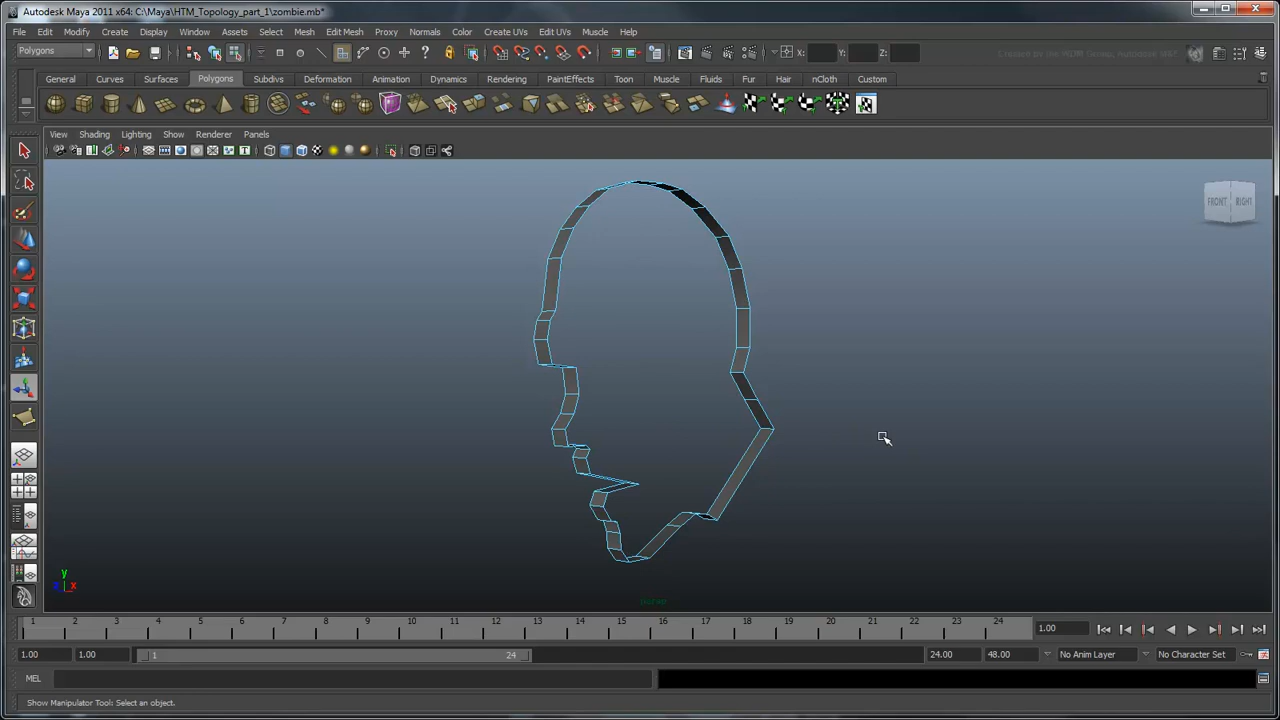 Autodesk Maya 2011 x64: C:\Maya\HTM_Topology_part_1\zombie.mb*
File Edit Modify Create Display Window Assets Select Mesh Edit Mesh Proxy Normals Color Create UVs Edit UVs Muscle Help
Polygons X: Y: Z:
General Curves Surfaces Polygons Subdivs Deformation Animation Dynamics Rendering PaintEffects Toon Muscle Fluids Fur Hair nCloth Custom
View Shading Lighting Show Renderer Panels
FRONT RIGHT
y
x
persp
1 2 3 4 5 6 7 8 9 10 11 12 13 14 15 16 17 18 19 20 21 22 23 24 1.00
1.00 1.00 1 24 24.00 48.00 No Anim Layer No Character Set
MEL
Show Manipulator Tool: Select an object.